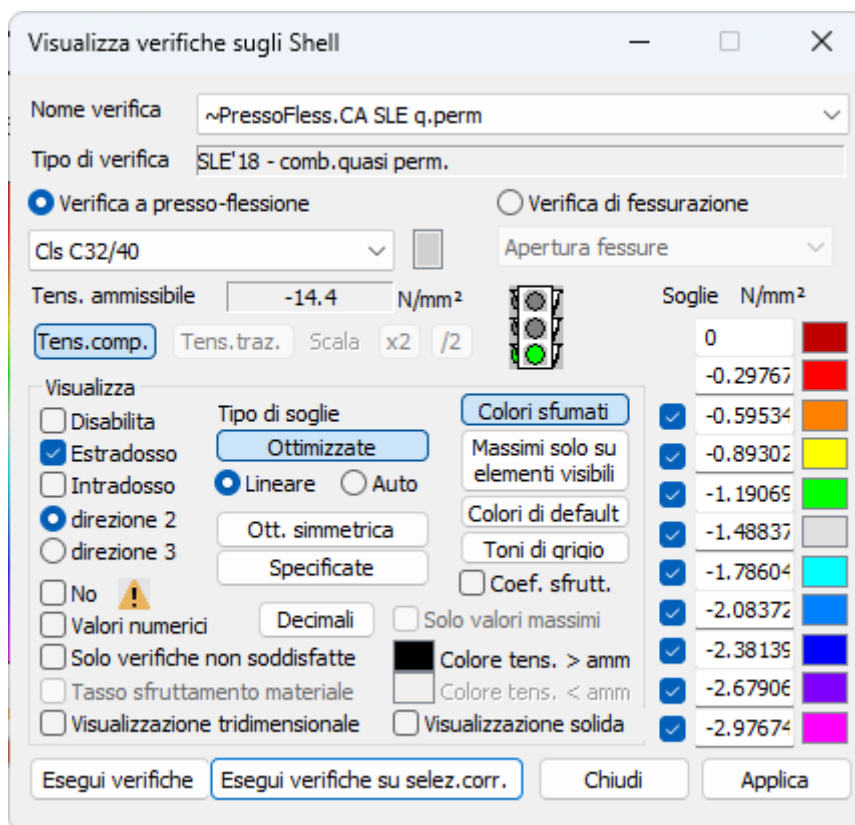 Visualizza verifiche sugli Shell
Nome verifica ~PressoFless.CA SLE q.perm
Tipo di verifica SLE'18 - comb.quasi perm.
Verifica a presso-flessione Verifica di fessurazione
Cls C32/40 Apertura fessure
Tens. ammissibile -14.4 N/mm² Soglie N/mm²
Tens.comp. Tens.traz. Scala x2 /2
0
-0.29767
-0.59534
-0.89302
-1.19069
-1.48837
-1.78604
-2.08372
-2.38139
-2.67906
-2.97674
Visualizza
Disabilita
Estradosso
Intradosso
direzione 2
direzione 3
Tipo di soglie
Ottimizzate
Lineare Auto
Ott. simmetrica
Specificate
Colori sfumati
Massimi solo su
elementi visibili
Colori di default
Toni di grigio
Coef. sfrutt.
No
Valori numerici Decimali Solo valori massimi
Solo verifiche non soddisfatte Colore tens. > amm
Tasso sfruttamento materiale Colore tens. < amm
Visualizzazione tridimensionale Visualizzazione solida
Esegui verifiche Esegui verifiche su selez.corr. Chiudi Applica